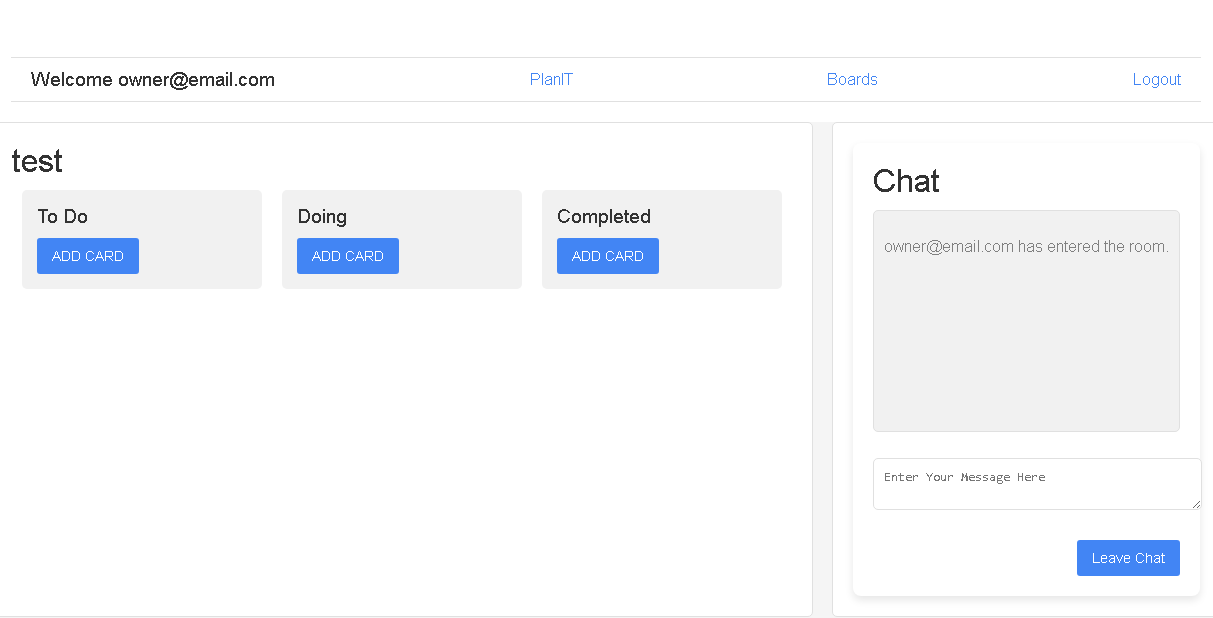 Welcome owner@email.com PlanIT Boards Logout
test
To Do Doing Completed
ADD CARD ADD CARD ADD CARD
Chat
owner@email.com has entered the room.
Enter Your Message Here
Leave Chat